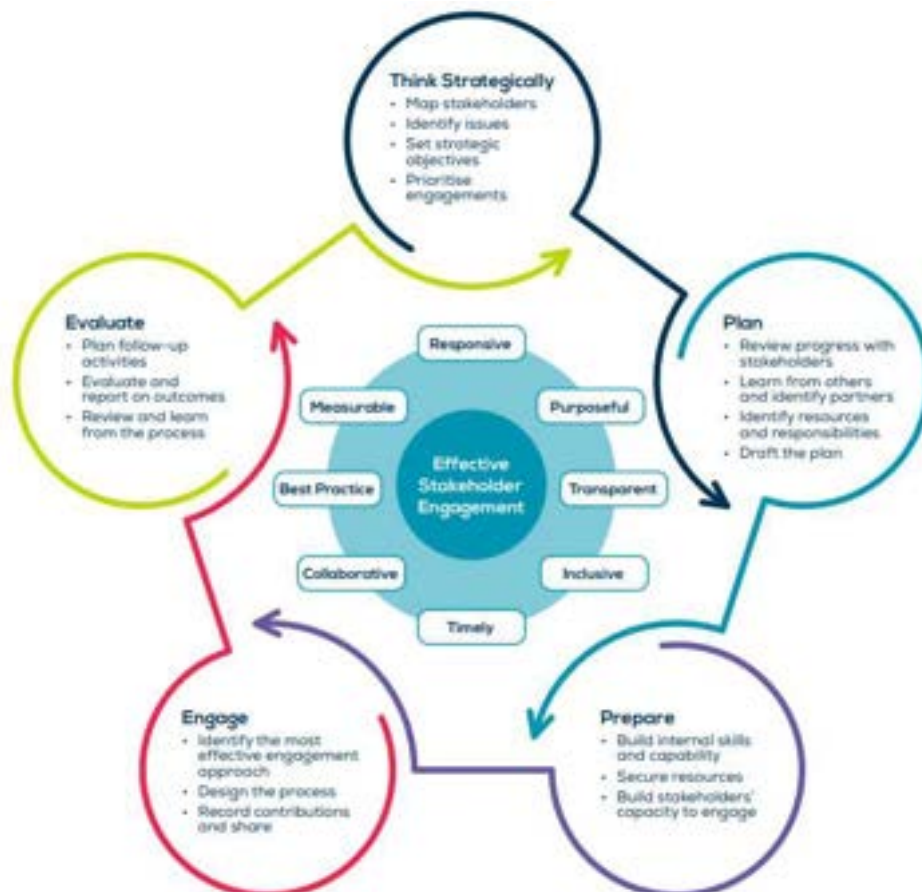 Think Strategically
• Map stakeholders
• Identify issues
• Set strategic
objectives
• Prioritise
engagements
Evaluate
• Plan follow-up
activities
• Evaluate and
report on outcomes
• Review and learn
from the process
Plan
• Review progress with
stakeholders
• Learn from others
and identify partners
• Identify resources
and responsibilities
• Draft the plan
Responsive
Measurable
Purposeful
Effective
Stakeholder
Engagement
Best Practice
Transparent
Collaborative
Inclusive
Timely
Engage
• Identify the most
effective engagement
approach
• Design the process
• Record contributions
and share
Prepare
• Build internal skills
and capability
• Secure resources
• Build stakeholders'
capacity to engage